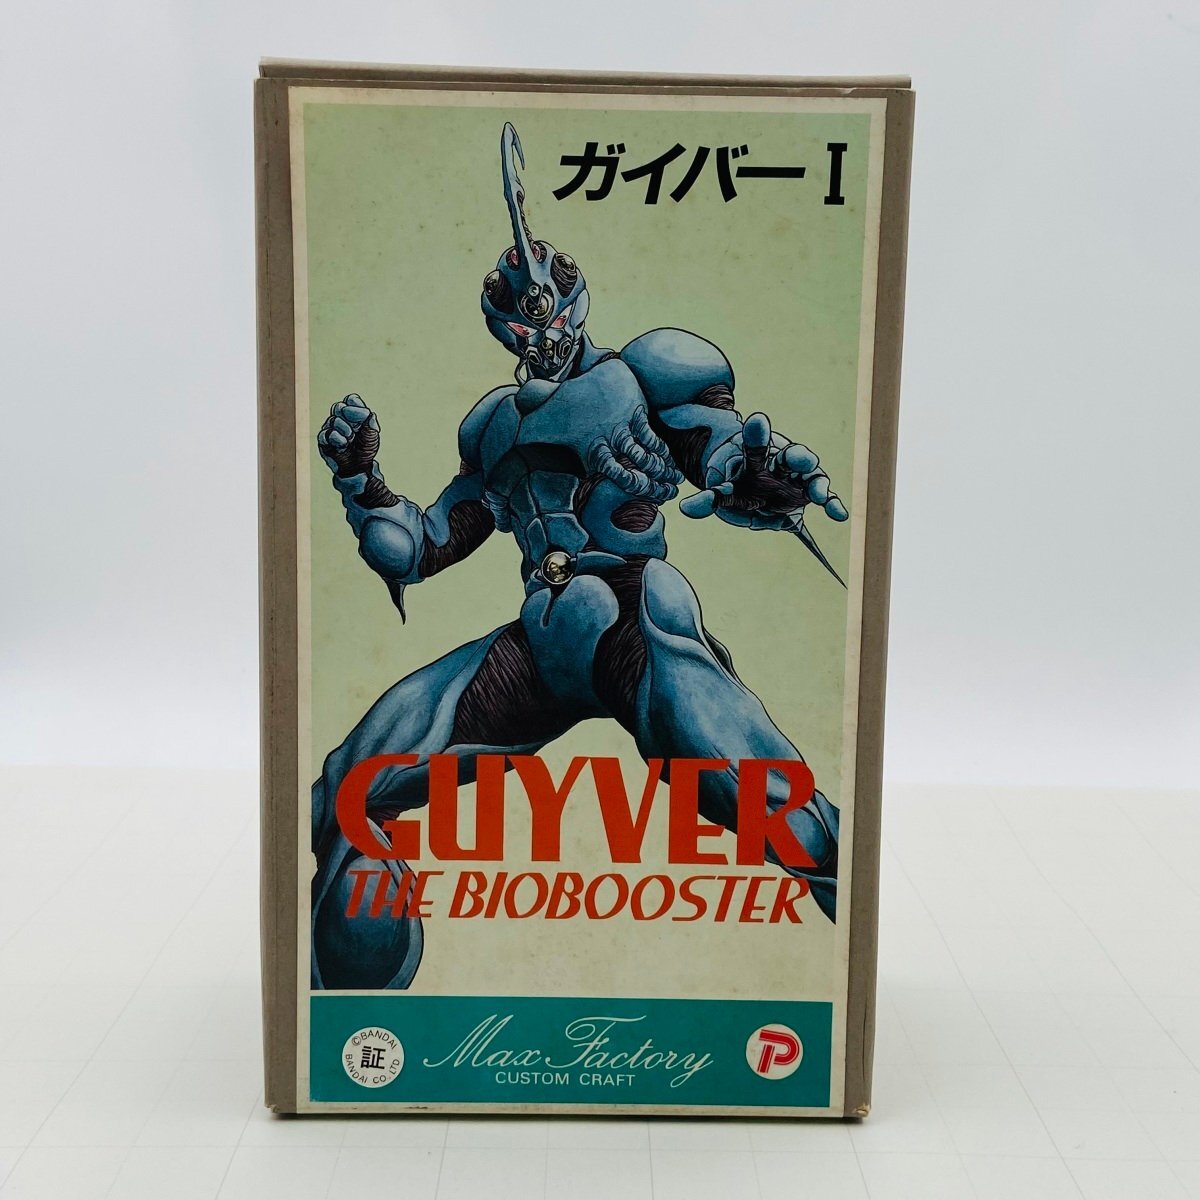 ガイバーI
GUYVER
THE BIOBOOSTER
©BANDAI
証
BANDAI CO., LTD
Max Factory
CUSTOM CRAFT
P